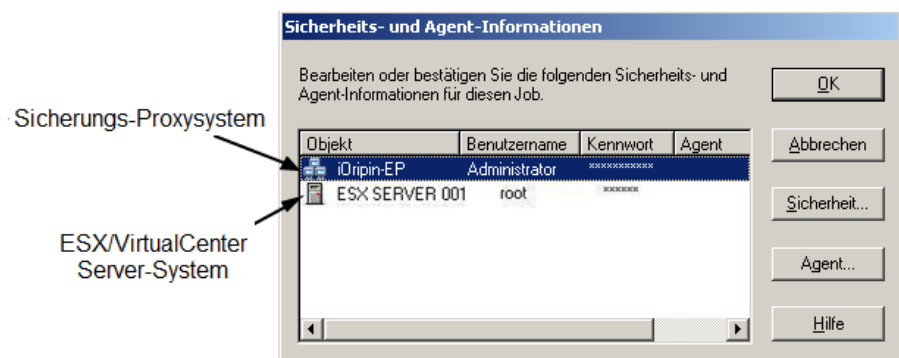 Sicherheits- und Agent-Informationen
Bearbeiten oder bestätigen Sie die folgenden Sicherheits- und
Agent-Informationen für diesen Job.
OK
Sicherungs-Proxysystem
Objekt Benutzername Kennwort Agent
Abbrechen
iOripin-EP Administrator ***********
ESX SERVER 001 root ******
Sicherheit...
ESX/VirtualCenter
Server-System
Agent...
Hilfe